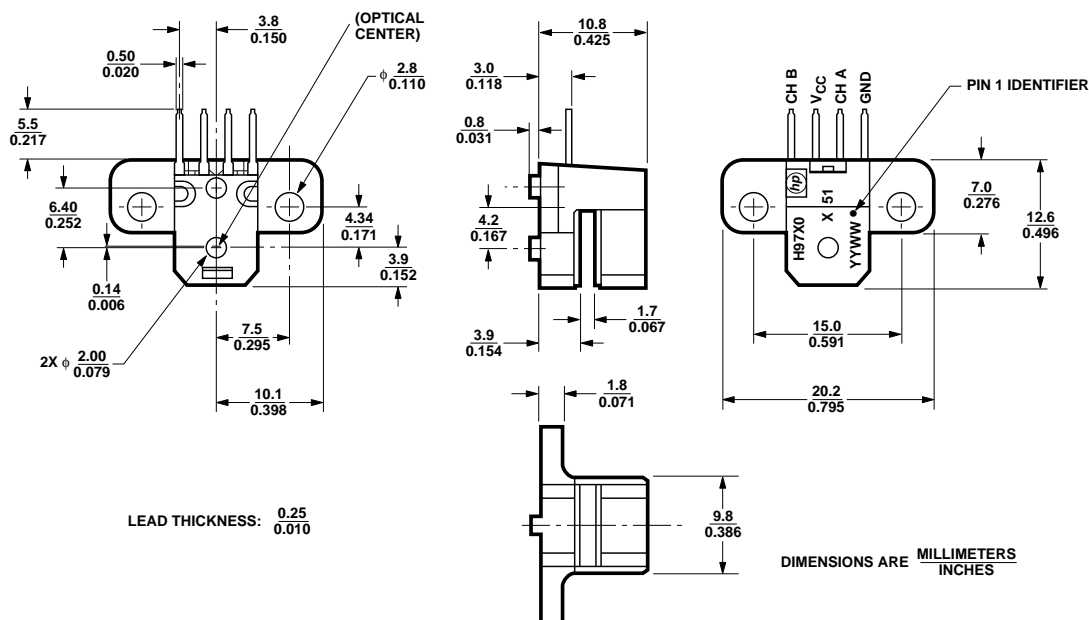 3.8
0.150
(OPTICAL
CENTER)
0.50
0.020
ϕ 2.8
0.110
5.5
0.217
6.40
0.252
4.34
0.171
3.9
0.152
0.14
0.006
7.5
0.295
2X ϕ 2.00
0.079
10.1
0.398
LEAD THICKNESS: 0.25
0.010
10.8
0.425
3.0
0.118
0.8
0.031
4.2
0.167
1.7
0.067
3.9
0.154
1.8
0.071
9.8
0.386
CH B
VCC
CH A
GND
PIN 1 IDENTIFIER
hp
H97X0
X 51
YYWW
7.0
0.276
12.6
0.496
15.0
0.591
20.2
0.795
DIMENSIONS ARE MILLIMETERS
INCHES